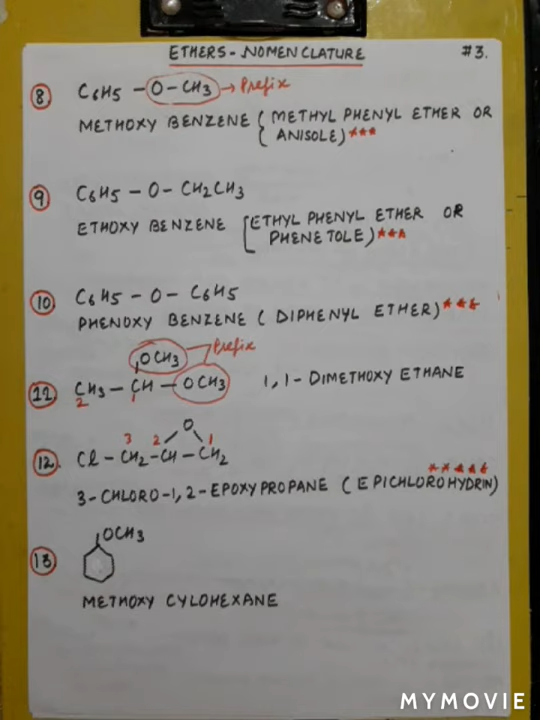 ETHERS - NOMENCLATURE #3.
8 C6H5 - O - CH3 → Prefix
METHOXY BENZENE ( METHYL PHENYL ETHER OR
ANISOLE) ***
9 C6H5 - O - CH2CH3
ETHOXY BENZENE [ETHYL PHENYL ETHER OR
PHENETOLE) ***
10 C6H5 - O - C6H5
PHENOXY BENZENE ( DIPHENYL ETHER) ***
OCH3 Prefix
11. CH3 - CH - OCH3 1,1 - DIMETHOXY ETHANE
2 1
O
3 2 1
12. Cl - CH2 - CH - CH2
3-CHLORO-1,2-EPOXYPROPANE ( EPICHLOROHYDRIN) *****
13 OCH3
METHOXY CYLOHEXANE
MYMOVIE